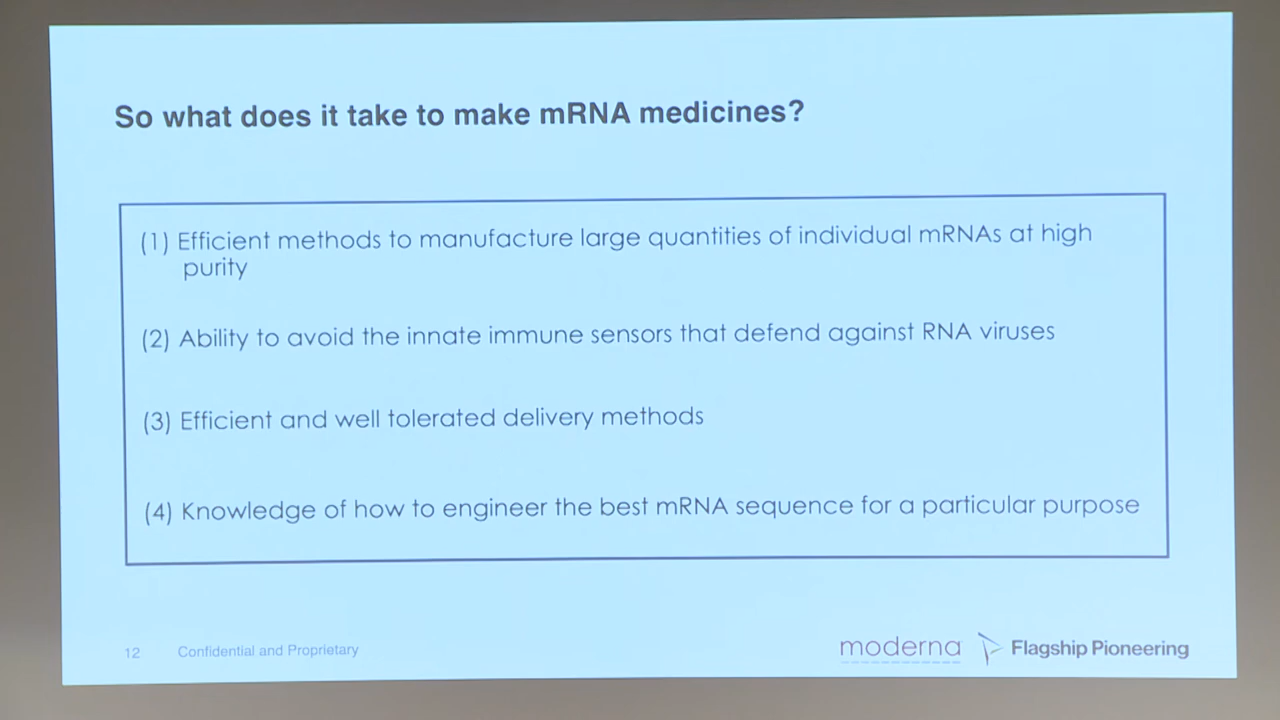 So what does it take to make mRNA medicines?
(1) Efficient methods to manufacture large quantities of individual mRNAs at high
purity
(2) Ability to avoid the innate immune sensors that defend against RNA viruses
(3) Efficient and well tolerated delivery methods
(4) Knowledge of how to engineer the best mRNA sequence for a particular purpose
12 Confidential and Proprietary
moderna Flagship Pioneering